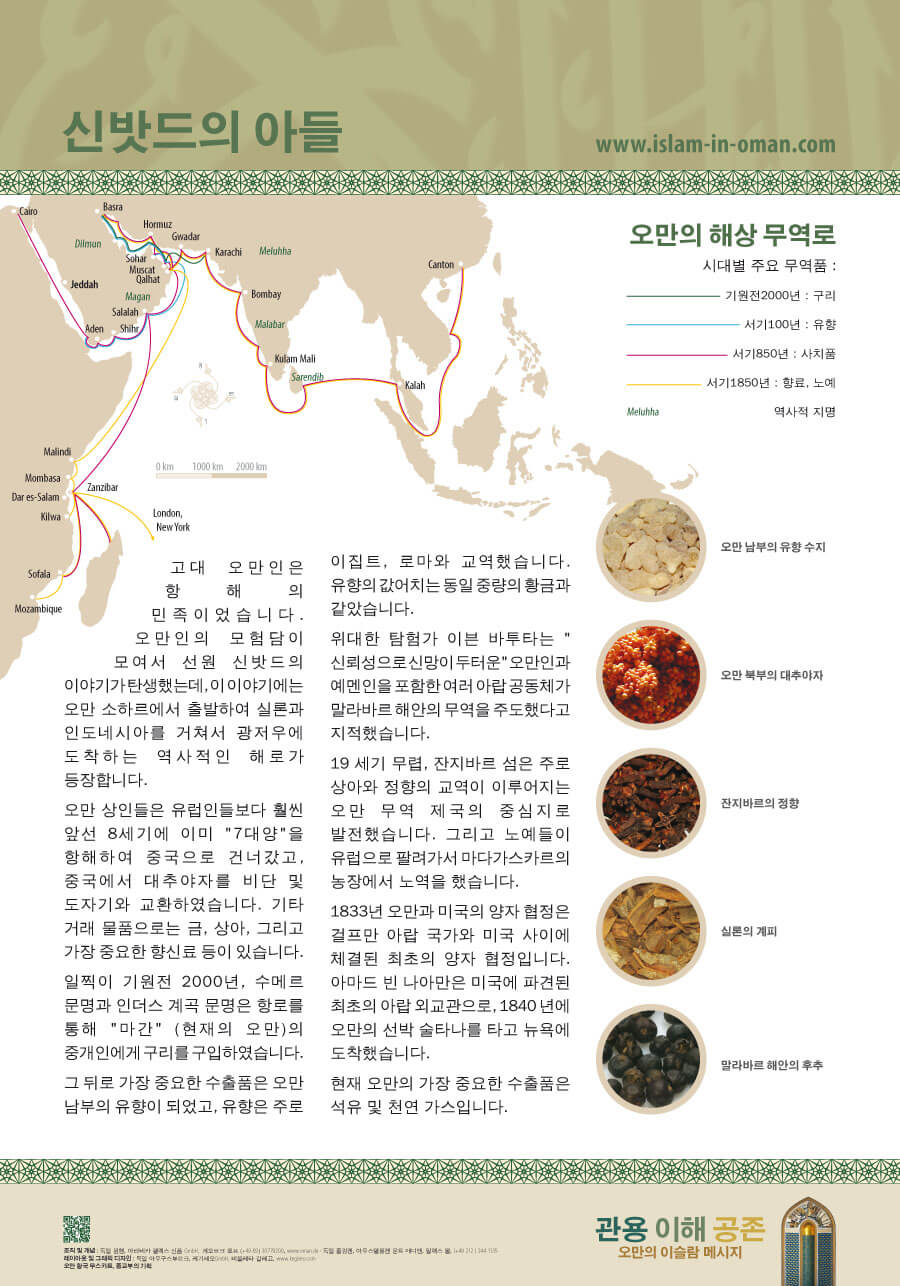 신밧드의 아들
www.islam-in-oman.com
Cairo
Basra
Hormuz
Dilmun
Gwadar
Sohar
Karachi
Meluhha
Muscat
Qalhat
Canton
Jeddah
Magan
Bombay
Salalah
Aden
Shihr
Malabar
Kulam Mali
Sarendib
Kalah
0 km 1000 km 2000 km
Malindi
Mombasa
Zanzibar
Dar es-Salam
Kilwa
London,
New York
Sofala
Mozambique
오만의 해상 무역로
시대별 주요 무역품 :
기원전2000년 : 구리
서기100년 : 유향
서기850년 : 사치품
서기1850년 : 향료, 노예
Meluhha 역사적 지명
고대 오만인은
항해의
민족이었습니다.
오만인의 모험담이
모여서 선원 신밧드의
이야기가 탄생했는데, 이 이야기에는
오만 소하르에서 출발하여 실론과
인도네시아를 거쳐서 광저우에
도착하는 역사적인 해로가
등장합니다.
오만 상인들은 유럽인들보다 훨씬
앞선 8세기에 이미 "7대양"을
항해하여 중국으로 건너갔고,
중국에서 대추야자를 비단 및
도자기와 교환하였습니다. 기타
거래 물품으로는 금, 상아, 그리고
가장 중요한 향신료 등이 있습니다.
일찍이 기원전 2000년, 수메르
문명과 인더스 계곡 문명은 항로를
통해 "마간" (현재의 오만)의
중개인에게 구리를 구입하였습니다.
그 뒤로 가장 중요한 수출품은 오만
남부의 유향이 되었고, 유향은 주로
이집트, 로마와 교역했습니다.
유향의 값어치는 동일 중량의 황금과
같았습니다.
위대한 탐험가 이븐 바투타는 "
신뢰성으로 신망이 두터운" 오만인과
예멘인을 포함한 여러 아랍 공동체가
말라바르 해안의 무역을 주도했다고
지적했습니다.
19 세기 무렵, 잔지바르 섬은 주로
상아와 정향의 교역이 이루어지는
오만 무역 제국의 중심지로
발전했습니다. 그리고 노예들이
유럽으로 팔려가서 마다가스카르의
농장에서 노역을 했습니다.
1833년 오만과 미국의 양자 협정은
걸프만 아랍 국가와 미국 사이에
체결된 최초의 양자 협정입니다.
아마드 빈 나아만은 미국에 파견된
최초의 아랍 외교관으로, 1840 년에
오만의 선박 술타나를 타고 뉴욕에
도착했습니다.
현재 오만의 가장 중요한 수출품은
석유 및 천연 가스입니다.
오만 남부의 유향 수지
오만 북부의 대추야자
잔지바르의 정향
실론의 계피
말라바르 해안의 후추
관용 이해 공존
오만의 이슬람 메시지
조직 및 개념 :
레이아웃 및 그래픽 디자인 :
오만 왕국 무스카트, 종교부의 기획